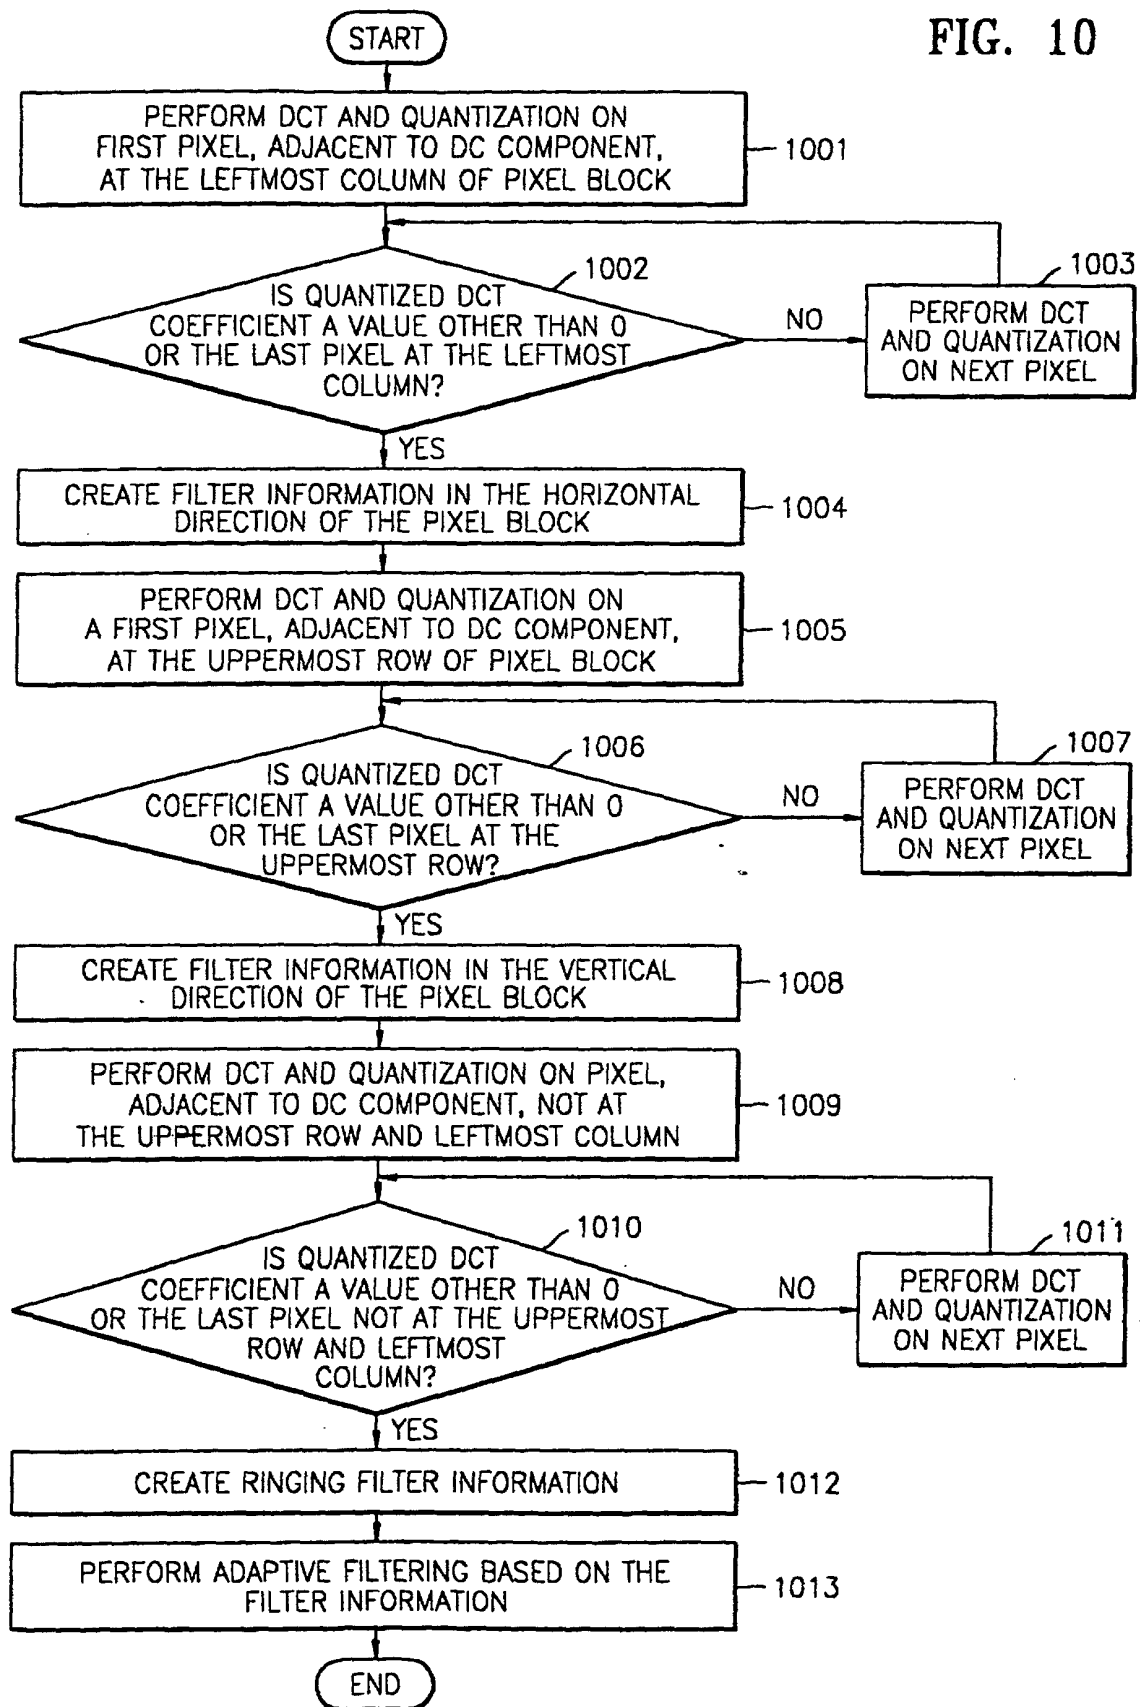 FIG. 10
START
PERFORM DCT AND QUANTIZATION ON
FIRST PIXEL, ADJACENT TO DC COMPONENT,
AT THE LEFTMOST COLUMN OF PIXEL BLOCK
1001
1002
IS QUANTIZED DCT
COEFFICIENT A VALUE OTHER THAN 0
OR THE LAST PIXEL AT THE LEFTMOST
COLUMN?
NO
1003
PERFORM DCT
AND QUANTIZATION
ON NEXT PIXEL
YES
CREATE FILTER INFORMATION IN THE HORIZONTAL
DIRECTION OF THE PIXEL BLOCK
1004
PERFORM DCT AND QUANTIZATION ON
A FIRST PIXEL, ADJACENT TO DC COMPONENT,
AT THE UPPERMOST ROW OF PIXEL BLOCK
1005
1006
IS QUANTIZED DCT
COEFFICIENT A VALUE OTHER THAN 0
OR THE LAST PIXEL AT THE
UPPERMOST ROW?
NO
1007
PERFORM DCT
AND QUANTIZATION
ON NEXT PIXEL
YES
CREATE FILTER INFORMATION IN THE VERTICAL
DIRECTION OF THE PIXEL BLOCK
1008
PERFORM DCT AND QUANTIZATION ON PIXEL,
ADJACENT TO DC COMPONENT, NOT AT
THE UPPERMOST ROW AND LEFTMOST COLUMN
1009
1010
IS QUANTIZED DCT
COEFFICIENT A VALUE OTHER THAN 0
OR THE LAST PIXEL NOT AT THE UPPERMOST
ROW AND LEFTMOST
COLUMN?
NO
1011
PERFORM DCT
AND QUANTIZATION
ON NEXT PIXEL
YES
CREATE RINGING FILTER INFORMATION
1012
PERFORM ADAPTIVE FILTERING BASED ON THE
FILTER INFORMATION
1013
END